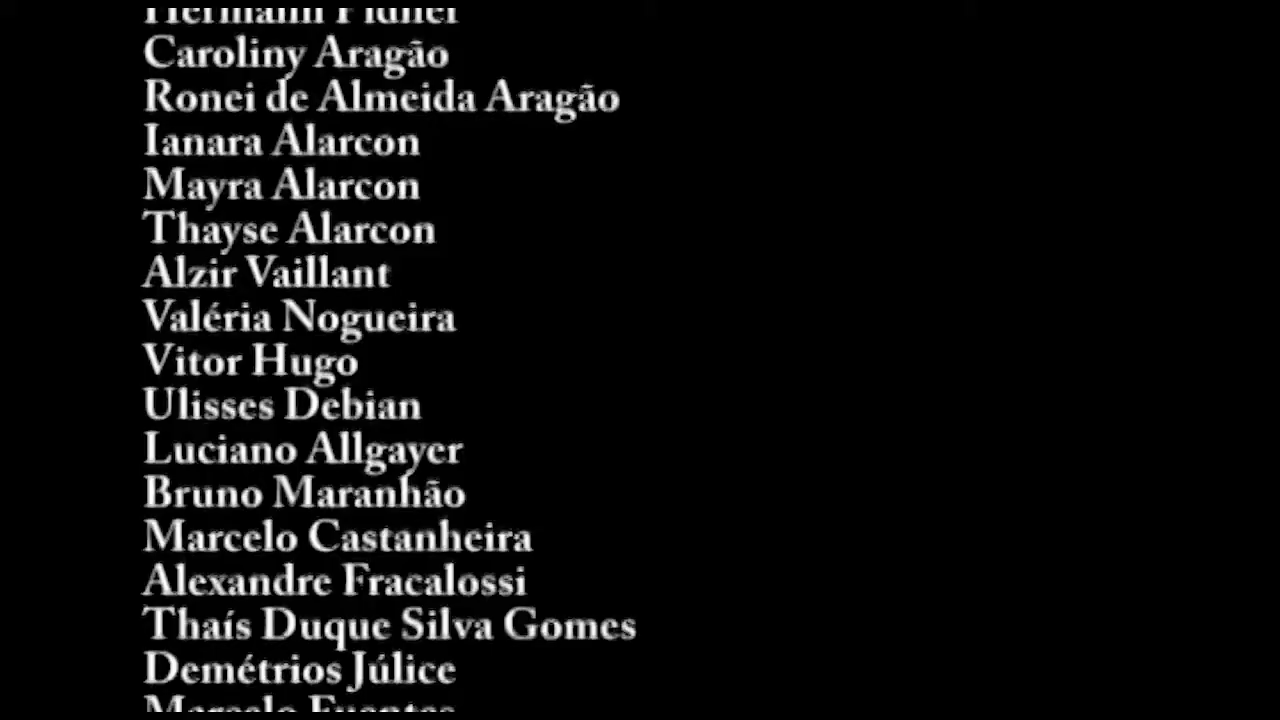 Hermann
Caroliny Aragão
Ronei de Almeida Aragão
Ianara Alarcon
Mayra Alarcon
Thayse Alarcon
Alzir Vaillant
Valéria Nogueira
Vitor Hugo
Ulisses Debian
Luciano Allgayer
Bruno Maranhão
Marcelo Castanheira
Alexandre Fracalossi
Thaís Duque Silva Gomes
Demétrios Júlice
Marcelo Fuentes